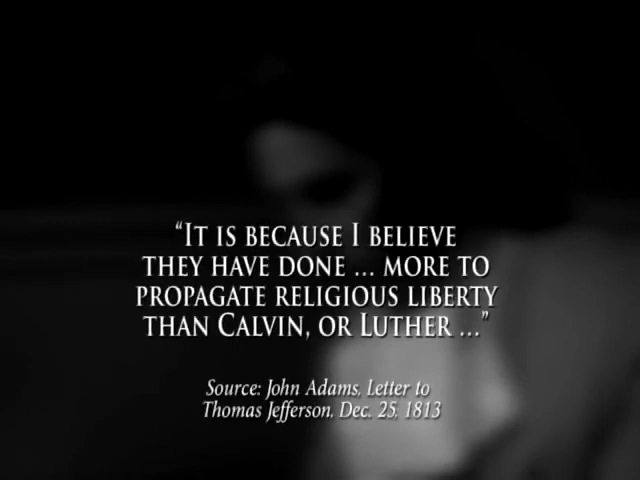 “It is because I believe
they have done ... more to
propagate religious liberty
than Calvin, or Luther ...”
Source: John Adams, Letter to
Thomas Jefferson, Dec. 25, 1813